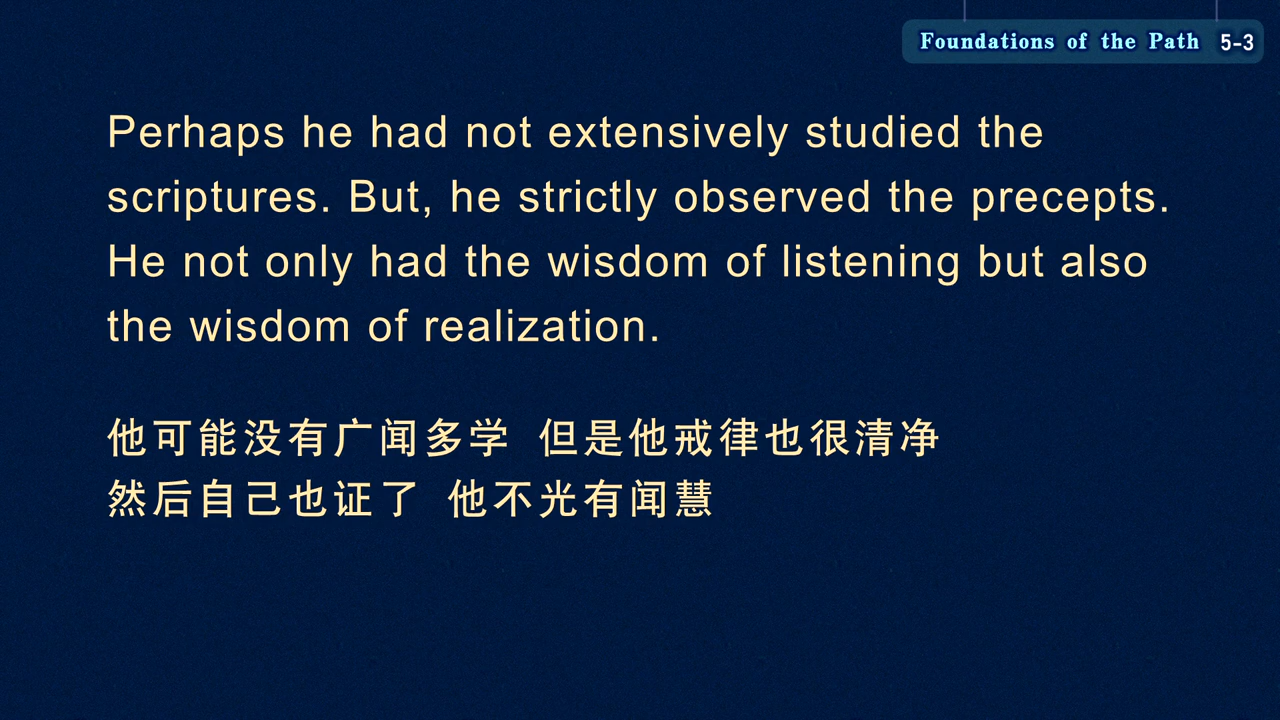 Foundations of the Path 5-3
Perhaps he had not extensively studied the
scriptures. But, he strictly observed the precepts.
He not only had the wisdom of listening but also
the wisdom of realization.
他可能没有广闻多学 但是他戒律也很清净
然后自己也证了 他不光有闻慧